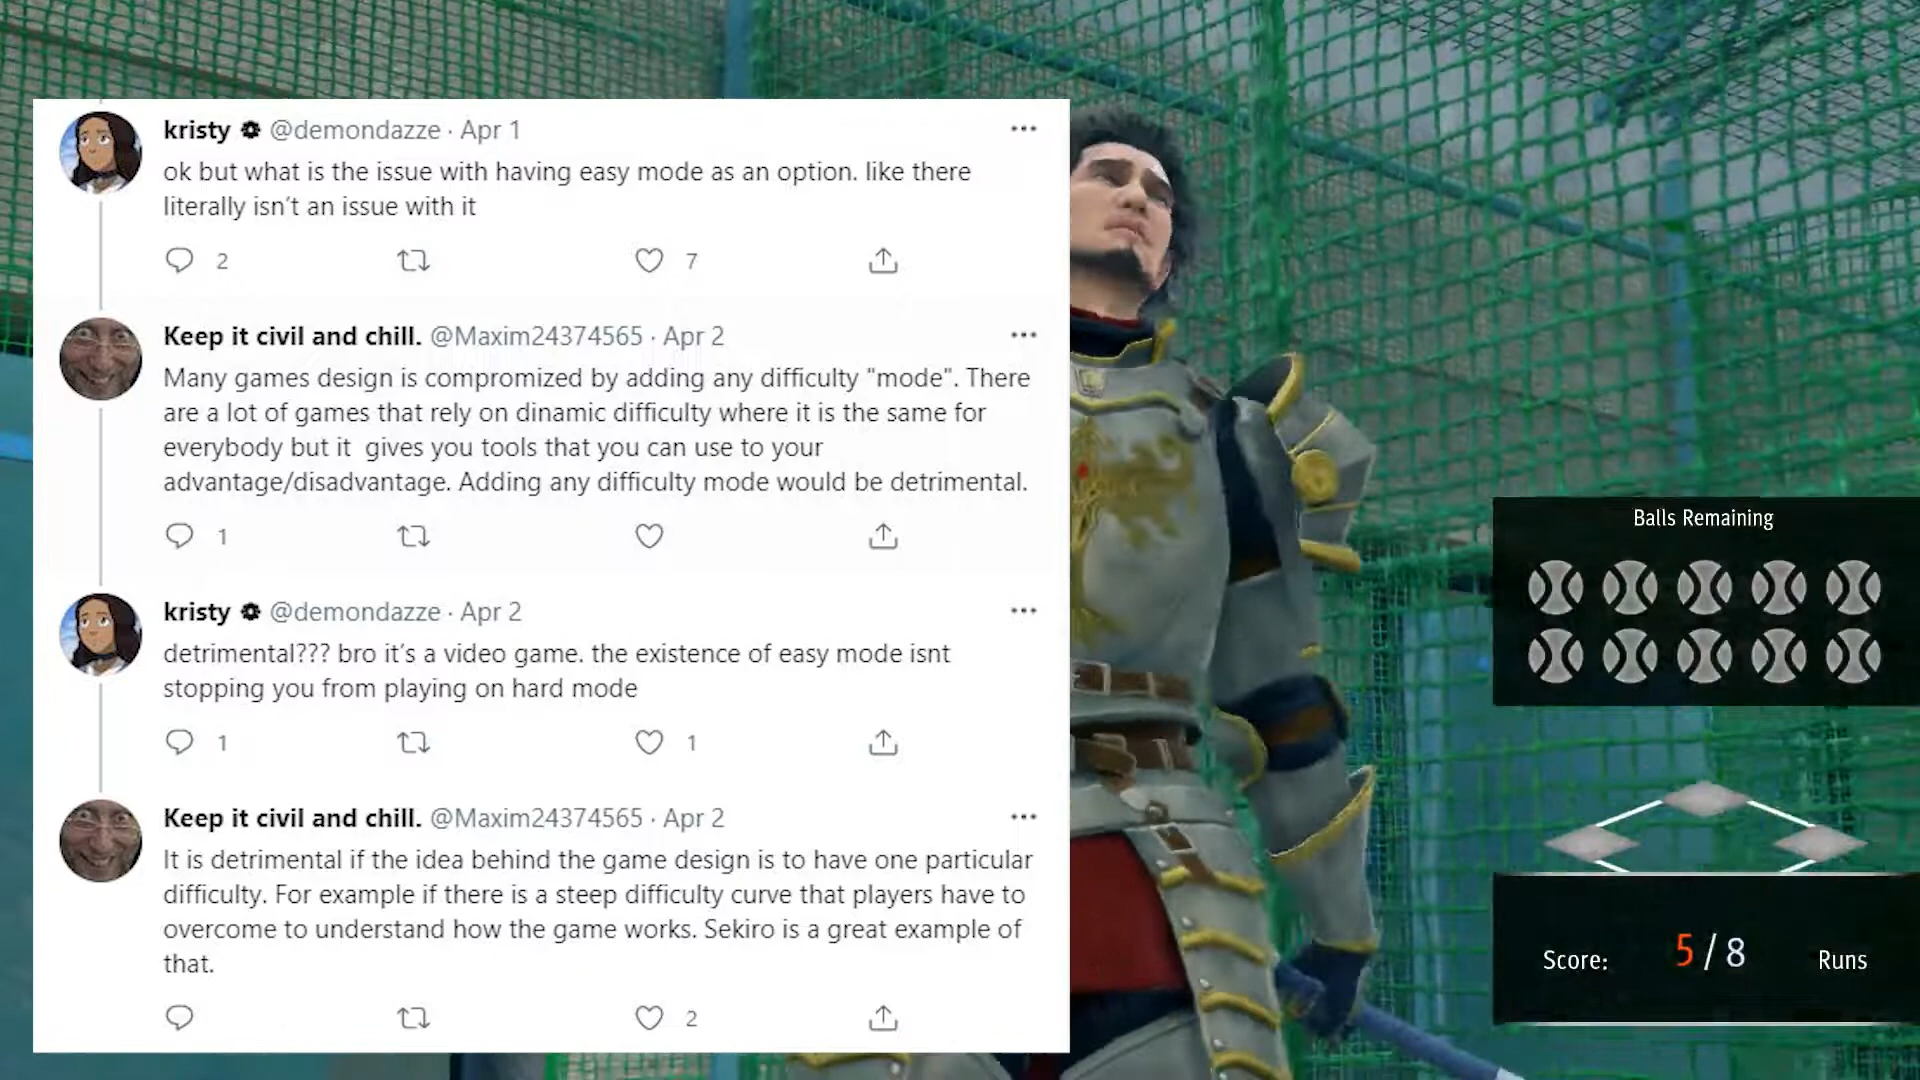 kristy @demondazze · Apr 1
ok but what is the issue with having easy mode as an option. like there
literally isn't an issue with it
2 7
Keep it civil and chill. @Maxim24374565 · Apr 2
Many games design is compromized by adding any difficulty "mode". There
are a lot of games that rely on dinamic difficulty where it is the same for
everybody but it gives you tools that you can use to your
advantage/disadvantage. Adding any difficulty mode would be detrimental.
1
kristy @demondazze · Apr 2
detrimental??? bro it's a video game. the existence of easy mode isnt
stopping you from playing on hard mode
1 1
Keep it civil and chill. @Maxim24374565 · Apr 2
It is detrimental if the idea behind the game design is to have one particular
difficulty. For example if there is a steep difficulty curve that players have to
overcome to understand how the game works. Sekiro is a great example of
that.
2
Balls Remaining
Score: 5/8 Runs